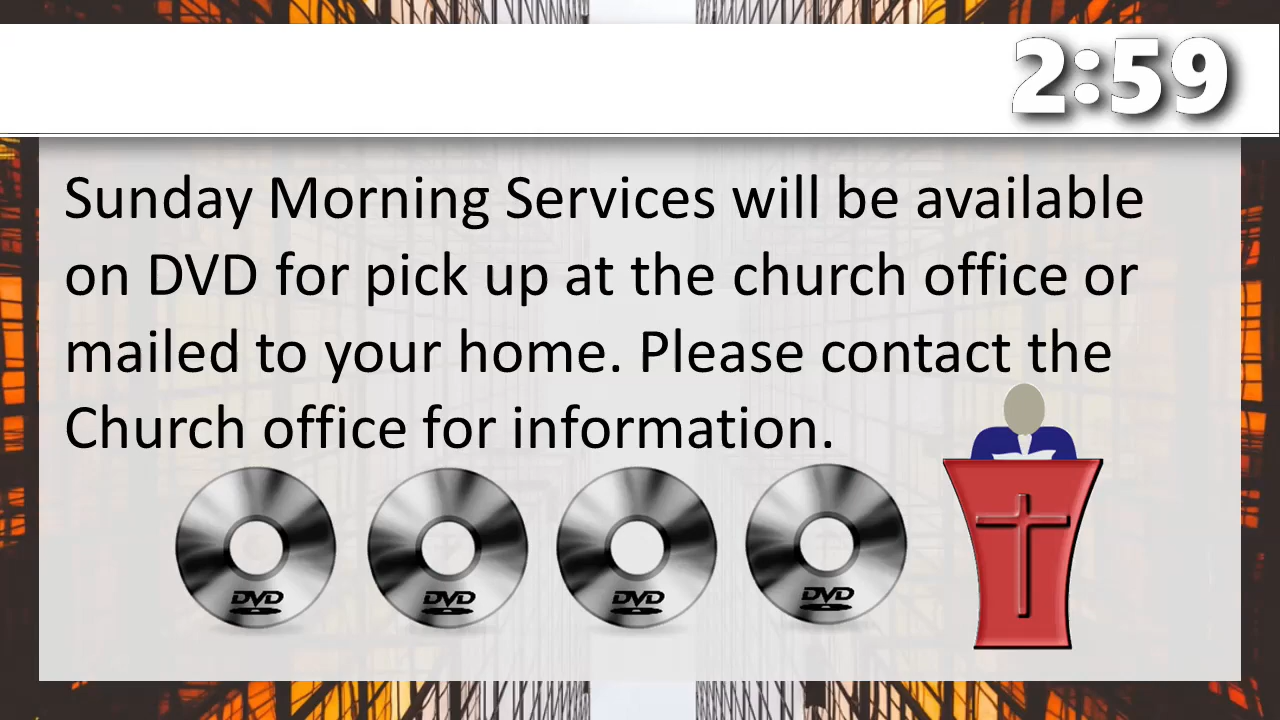 2:59
Sunday Morning Services will be available
on DVD for pick up at the church office or
mailed to your home. Please contact the
Church office for information.
DVD DVD DVD DVD